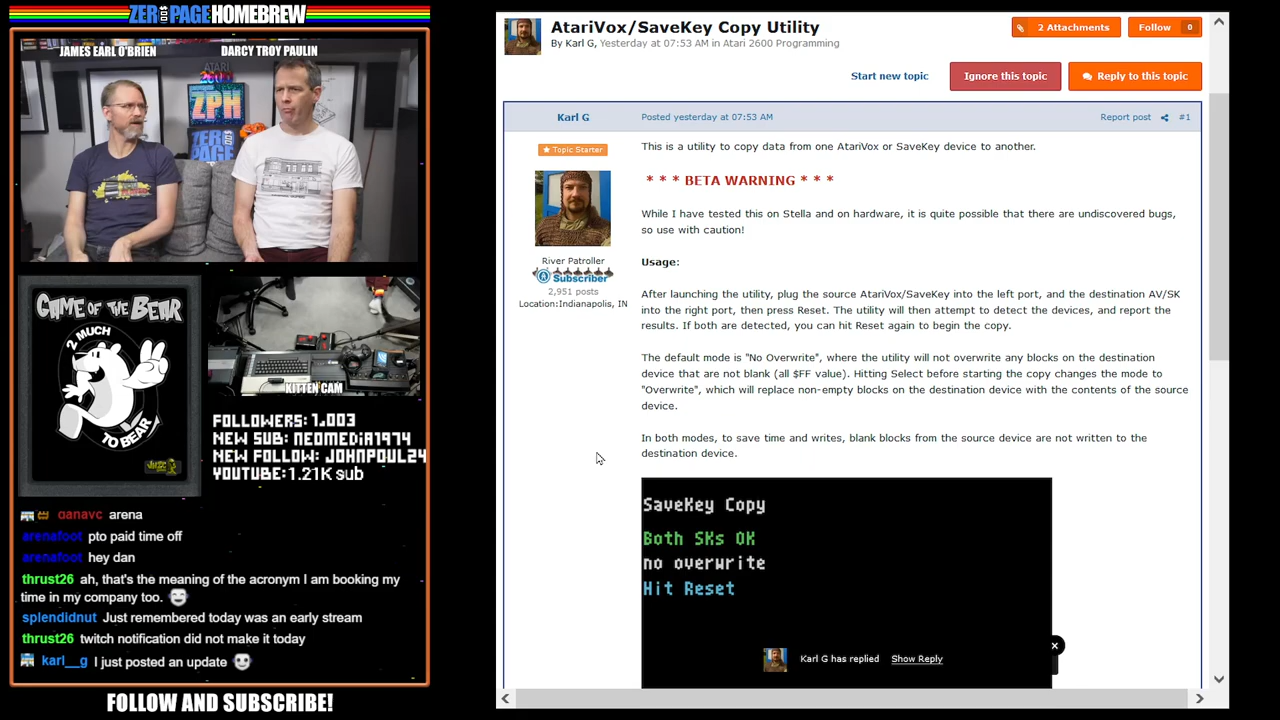 ZERO PAGE HOMEBREW
JAMES EARL O'BRIEN
DARCY TROY PAULIN
ATARI
2600
ZPH
ZERO
PAGE
GAME OF THE BEAR
2 MUCH
TO BEAR
KITTEN CAM
FOLLOWERS: 1,003
NEW SUB: NEOMEDIA1974
NEW FOLLOW: JOHNPOUL24
YOUTUBE: 1.21K sub
danavc arena
arenafoot pto paid time off
arenafoot hey dan
thrust26 ah, that's the meaning of the acronym I am booking my
time in my company too.
splendidnut Just remembered today was an early stream
thrust26 twitch notification did not make it today
karl__g I just posted an update
FOLLOW AND SUBSCRIBE!
AtariVox/SaveKey Copy Utility
By Karl G, Yesterday at 07:53 AM in Atari 2600 Programming
2 Attachments
Follow 0
Start new topic
Ignore this topic
Reply to this topic
Karl G
Posted yesterday at 07:53 AM
Report post
#1
Topic Starter
River Patroller
Subscriber
2,951 posts
Location:Indianapolis, IN
This is a utility to copy data from one AtariVox or SaveKey device to another.
* * * BETA WARNING * * *
While I have tested this on Stella and on hardware, it is quite possible that there are undiscovered bugs,
so use with caution!
Usage:
After launching the utility, plug the source AtariVox/SaveKey into the left port, and the destination AV/SK
into the right port, then press Reset. The utility will then attempt to detect the devices, and report the
results. If both are detected, you can hit Reset again to begin the copy.
The default mode is "No Overwrite", where the utility will not overwrite any blocks on the destination
device that are not blank (all $FF value). Hitting Select before starting the copy changes the mode to
"Overwrite", which will replace non-empty blocks on the destination device with the contents of the source
device.
In both modes, to save time and writes, blank blocks from the source device are not written to the
destination device.
SaveKey Copy
Both SKs OK
no overwrite
Hit Reset
Karl G has replied
Show Reply